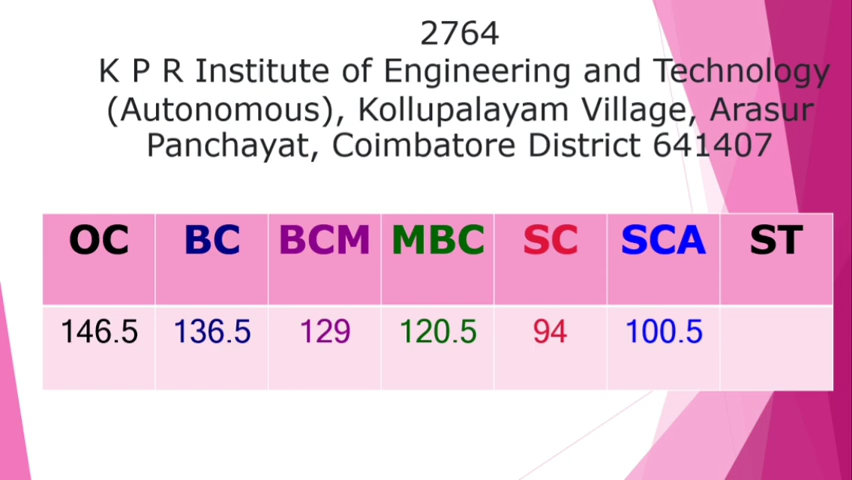 2764
K P R Institute of Engineering and Technology
(Autonomous), Kollupalayam Village, Arasur
Panchayat, Coimbatore District 641407
OC BC BCM MBC SC SCA ST
146.5 136.5 129 120.5 94 100.5